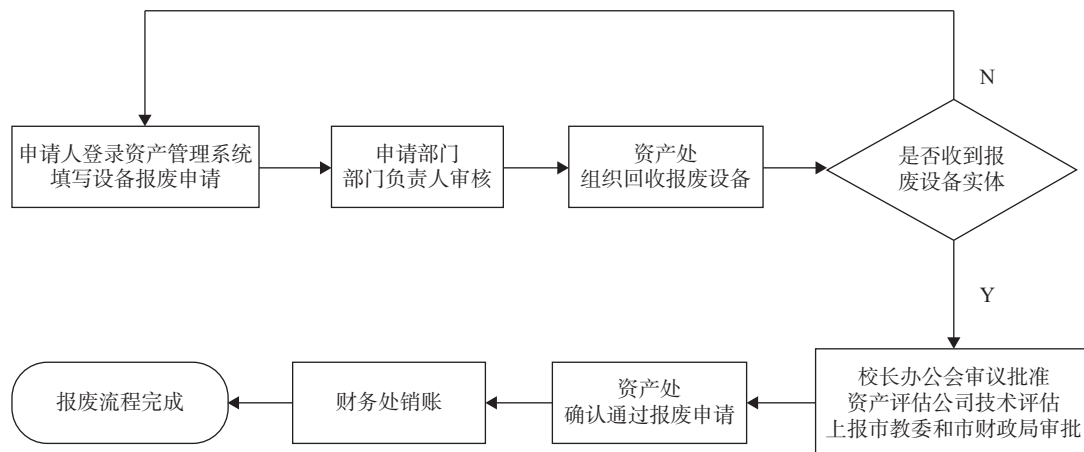 N
申请人登录资产管理系统
填写设备报废申请
申请部门
部门负责人审核
资产处
组织回收报废设备
是否收到报
废设备实体
Y
校长办公会审议批准
资产评估公司技术评估
上报市教委和市财政局审批
资产处
确认通过报废申请
财务处销账
报废流程完成